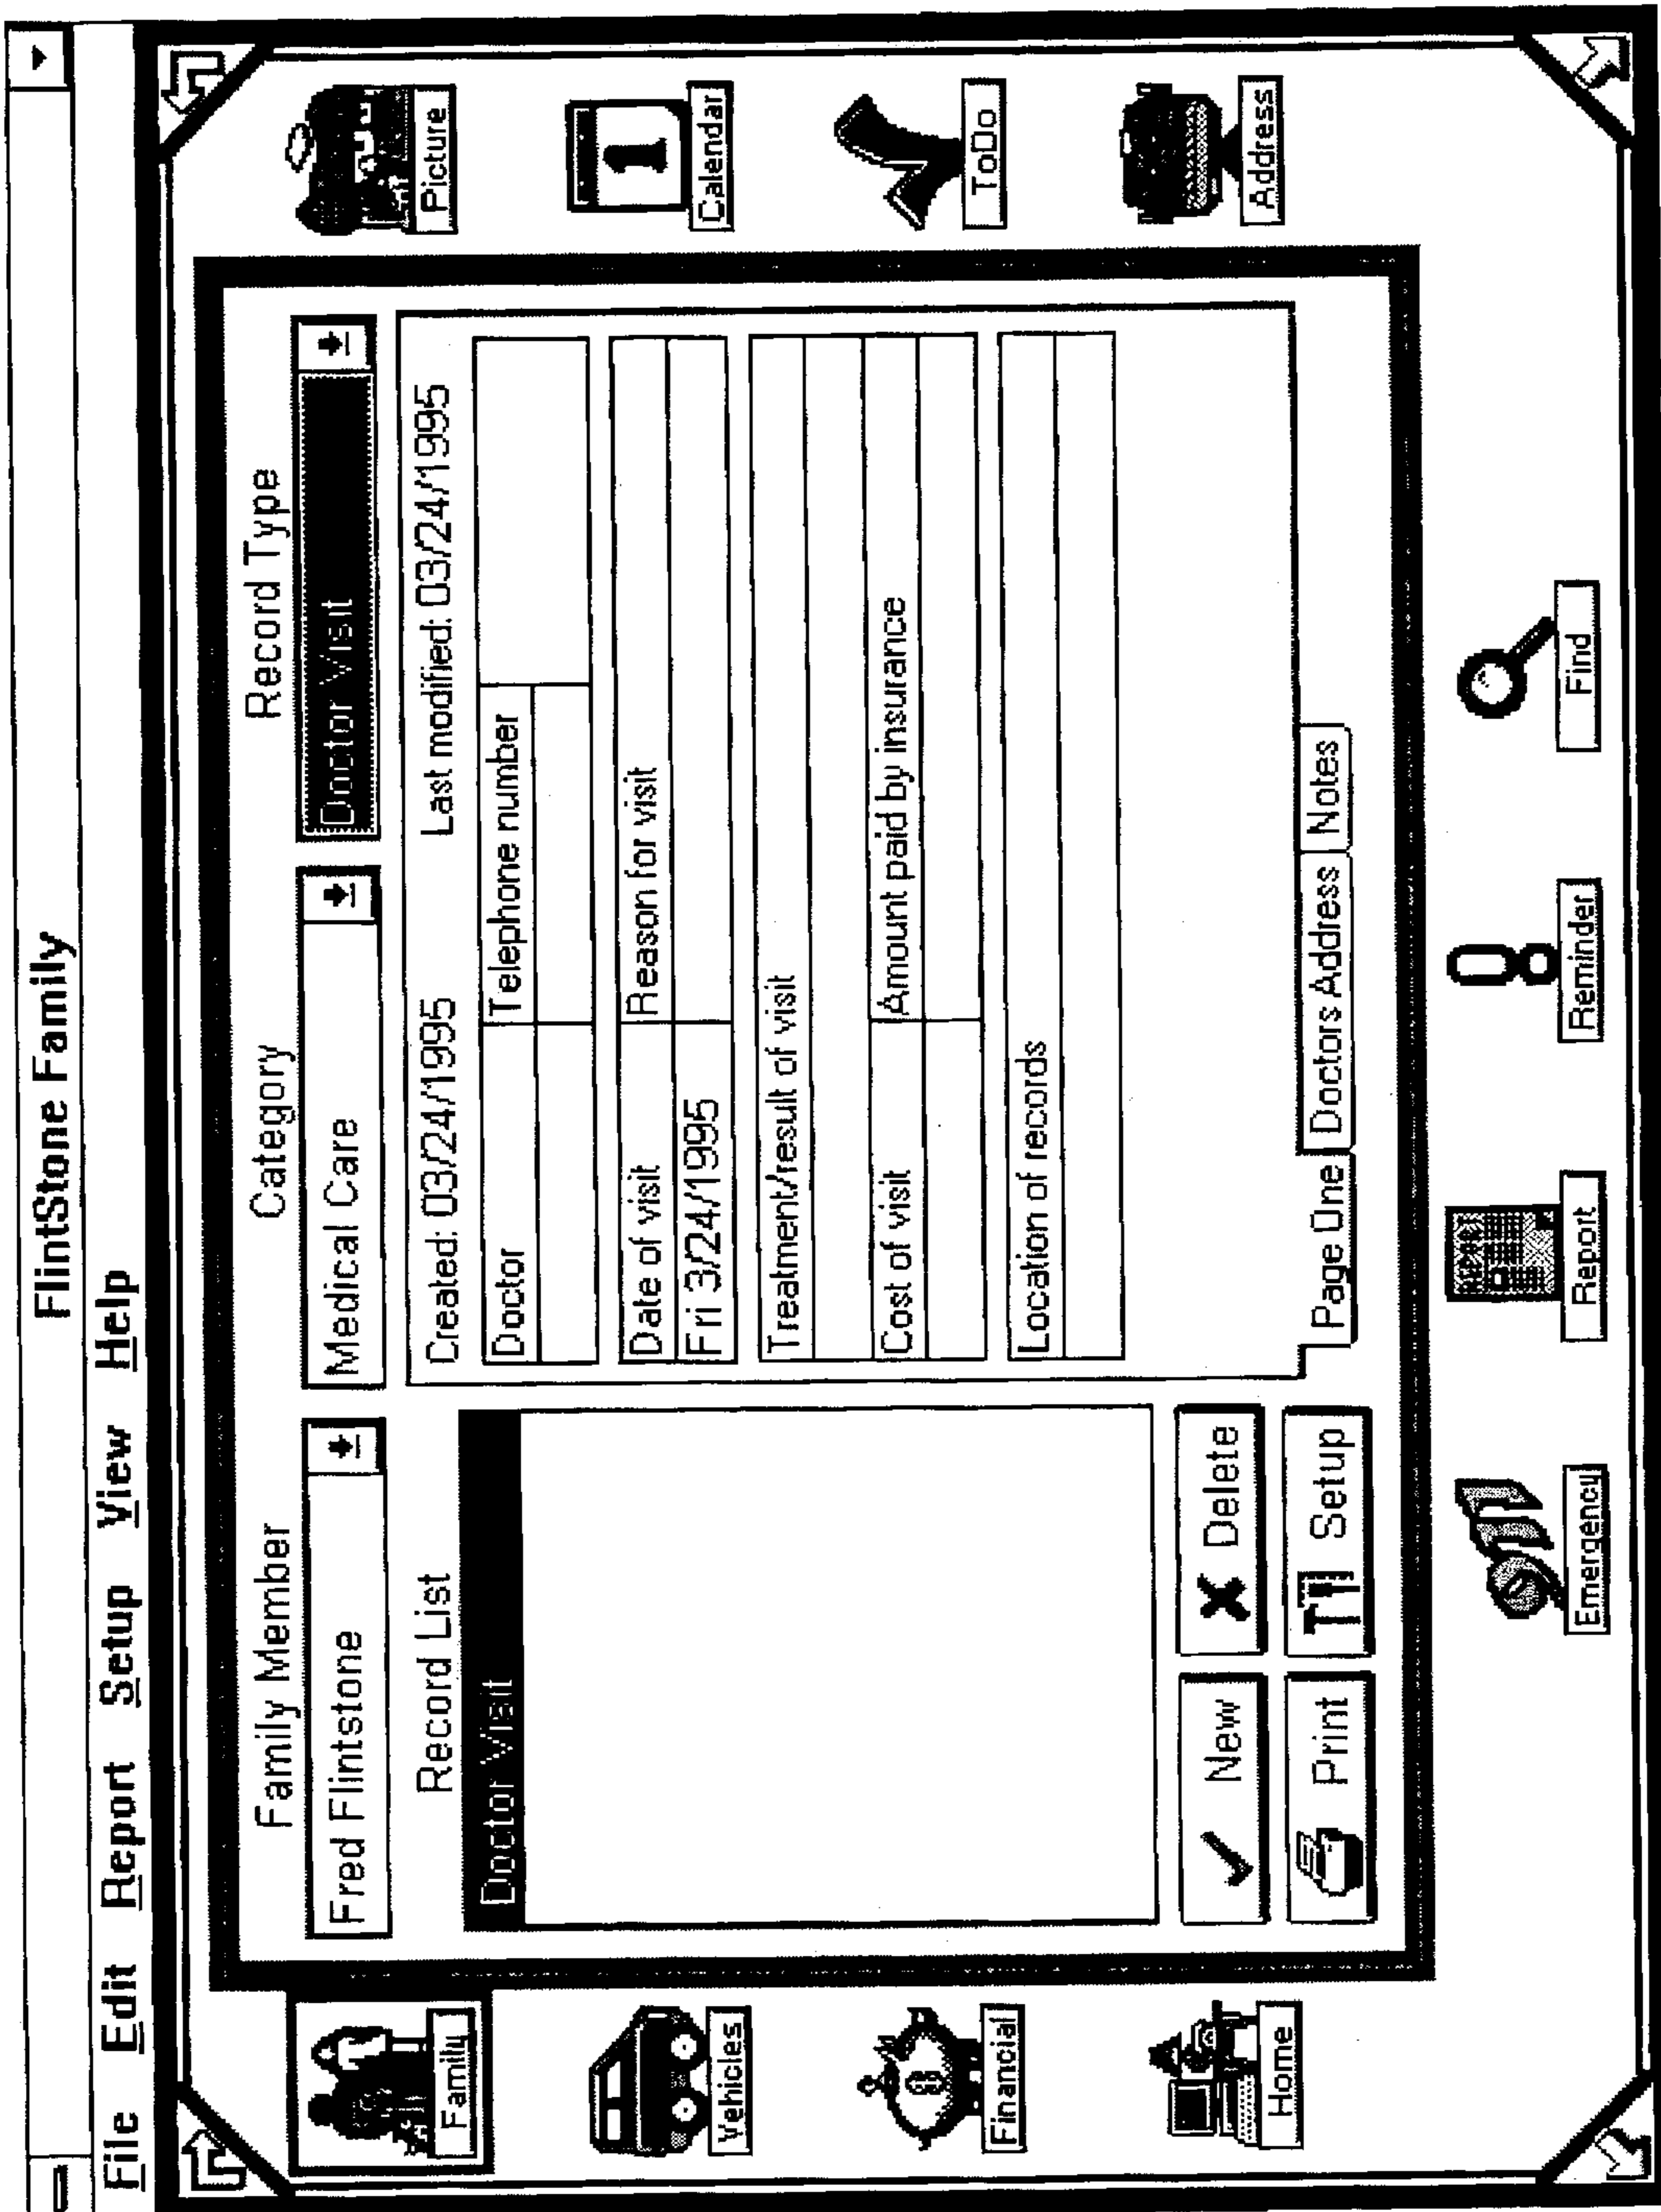 FlintStone Family
File Edit Report Setup View Help
Family Member Category Record Type
Fred Flintstone Medical Care Doctor Visit
Record List
Doctor Visit
New Delete
Print Setup
Created: 03/24/1995 Last modified: 03/24/1995
Doctor Telephone number
Date of visit Reason for visit
Fri 3/24/1995
Treatment/result of visit
Cost of visit Amount paid by insurance
Location of records
Page One Doctors Address Notes
Family
Vehicles
Financial
Home
Picture
1
Calendar
ToDo
Address
REPORT
Emergency Report Reminder Find